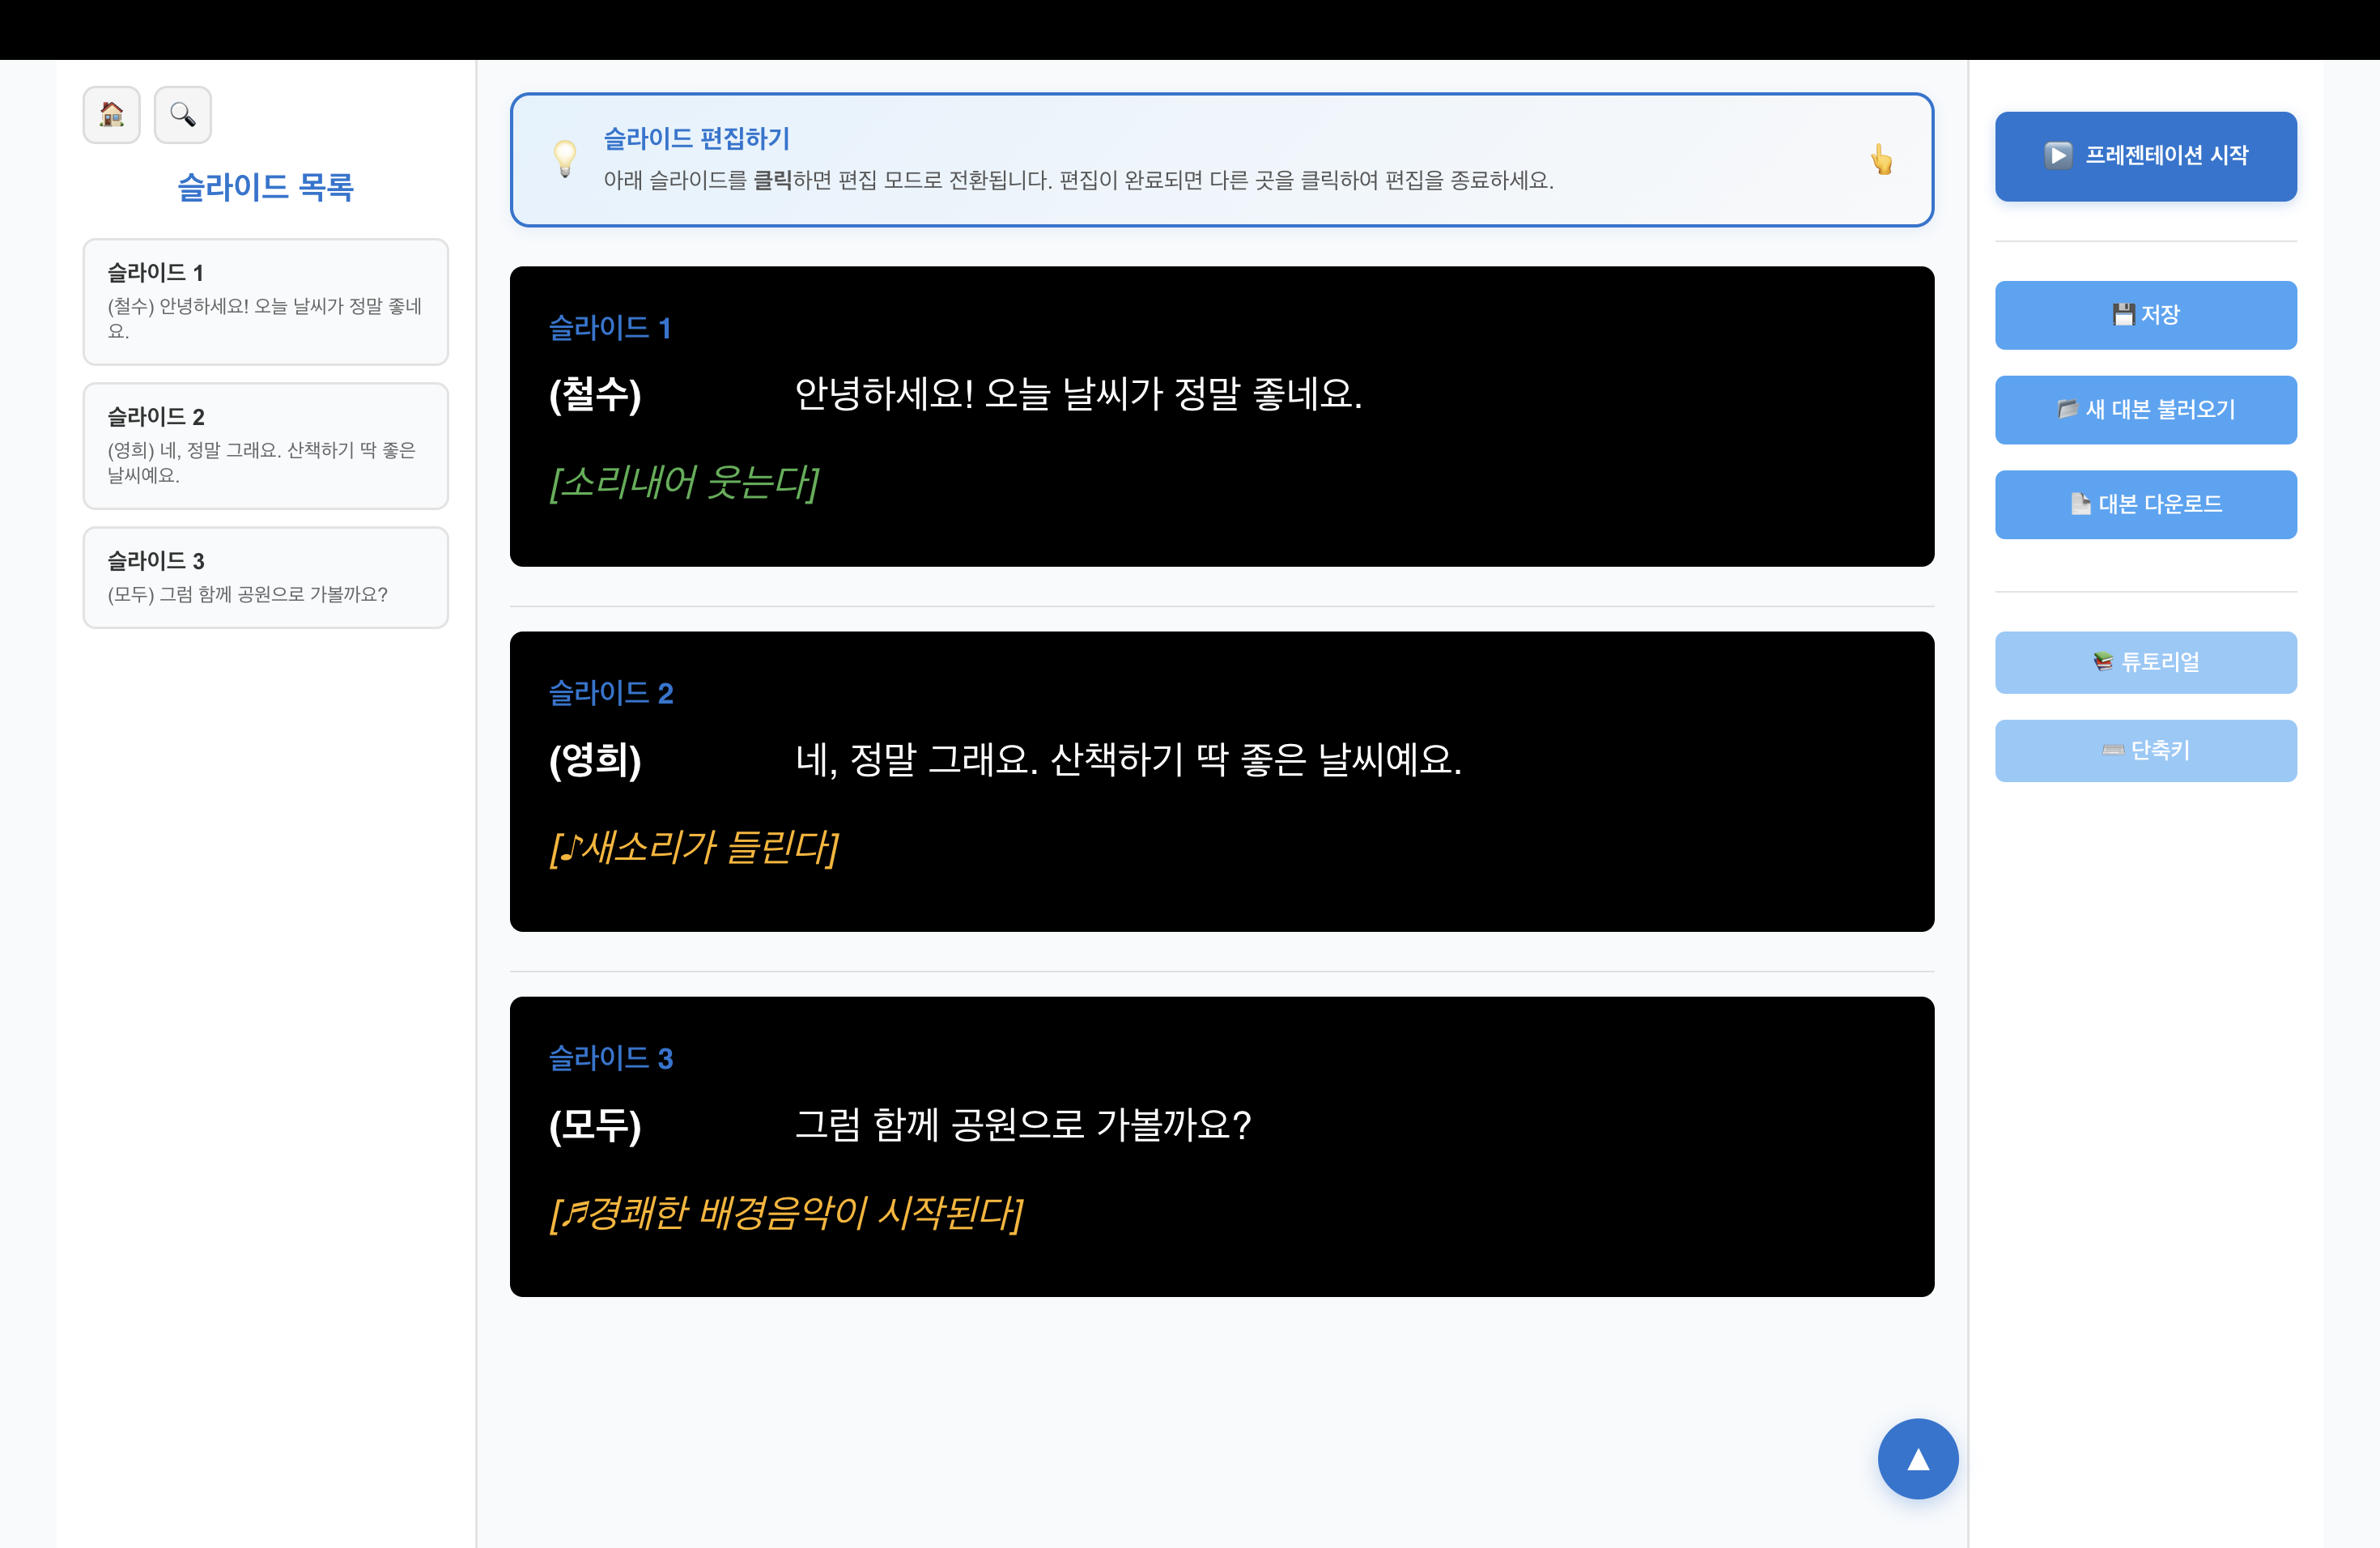 슬라이드 목록
슬라이드 1
(철수) 안녕하세요! 오늘 날씨가 정말 좋네
요.
슬라이드 2
(영희) 네, 정말 그래요. 산책하기 딱 좋은
날씨예요.
슬라이드 3
(모두) 그럼 함께 공원으로 가볼까요?
슬라이드 편집하기
아래 슬라이드를 클릭하면 편집 모드로 전환됩니다. 편집이 완료되면 다른 곳을 클릭하여 편집을 종료하세요.
슬라이드 1
(철수) 안녕하세요! 오늘 날씨가 정말 좋네요.
[소리내어 웃는다]
슬라이드 2
(영희) 네, 정말 그래요. 산책하기 딱 좋은 날씨예요.
[♪새소리가 들린다]
슬라이드 3
(모두) 그럼 함께 공원으로 가볼까요?
[♬경쾌한 배경음악이 시작된다]
프레젠테이션 시작
저장
새 대본 불러오기
대본 다운로드
튜토리얼
단축키